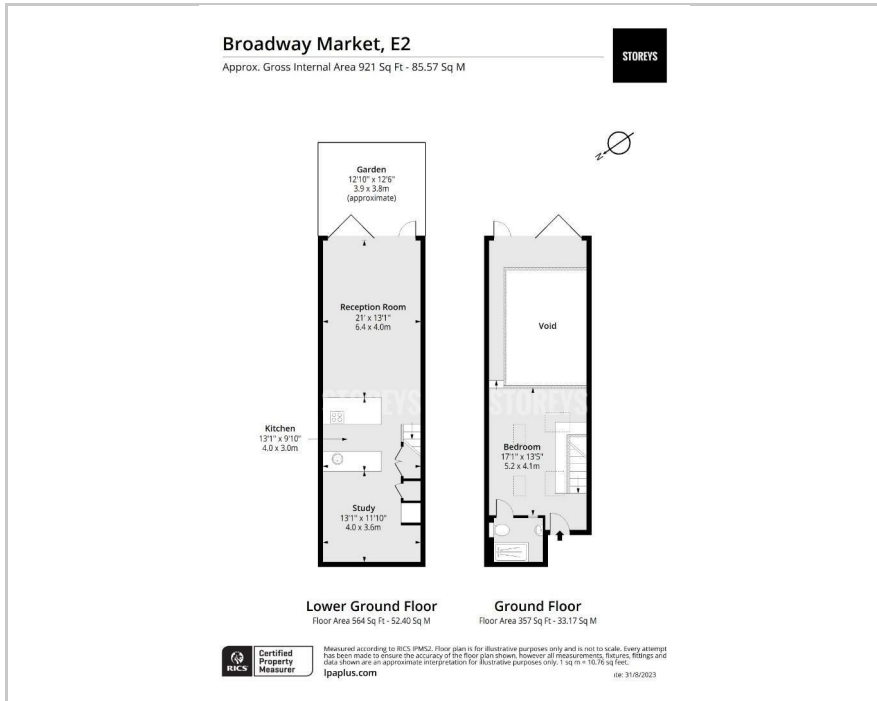 Broadway Market, E2
Approx. Gross Internal Area 921 Sq Ft - 85.57 Sq M
STOREYS
N
Garden
12'10" x 12'6"
3.9 x 3.8m
(approximate)
Reception Room
21' x 13'1"
6.4 x 4.0m
Void
STOREYS
STOREYS
Kitchen
13'1" x 9'10"
4.0 x 3.0m
Bedroom
17'1" x 13'5"
5.2 x 4.1m
Study
13'1" x 11'10"
4.0 x 3.6m
Lower Ground Floor
Floor Area 564 Sq Ft - 52.40 Sq M
Ground Floor
Floor Area 357 Sq Ft - 33.17 Sq M
RICS
Certified
Property
Measurer
Measured according to RICS IPMS2. Floor plan is for illustrative purposes only and is not to scale. Every attempt
has been made to ensure the accuracy of the floor plan shown, however all measurements, fixtures, fittings and
data shown are an approximate interpretation for illustrative purposes only. 1 sq m = 10.76 sq feet.
lpaplus.com
te: 31/8/2023